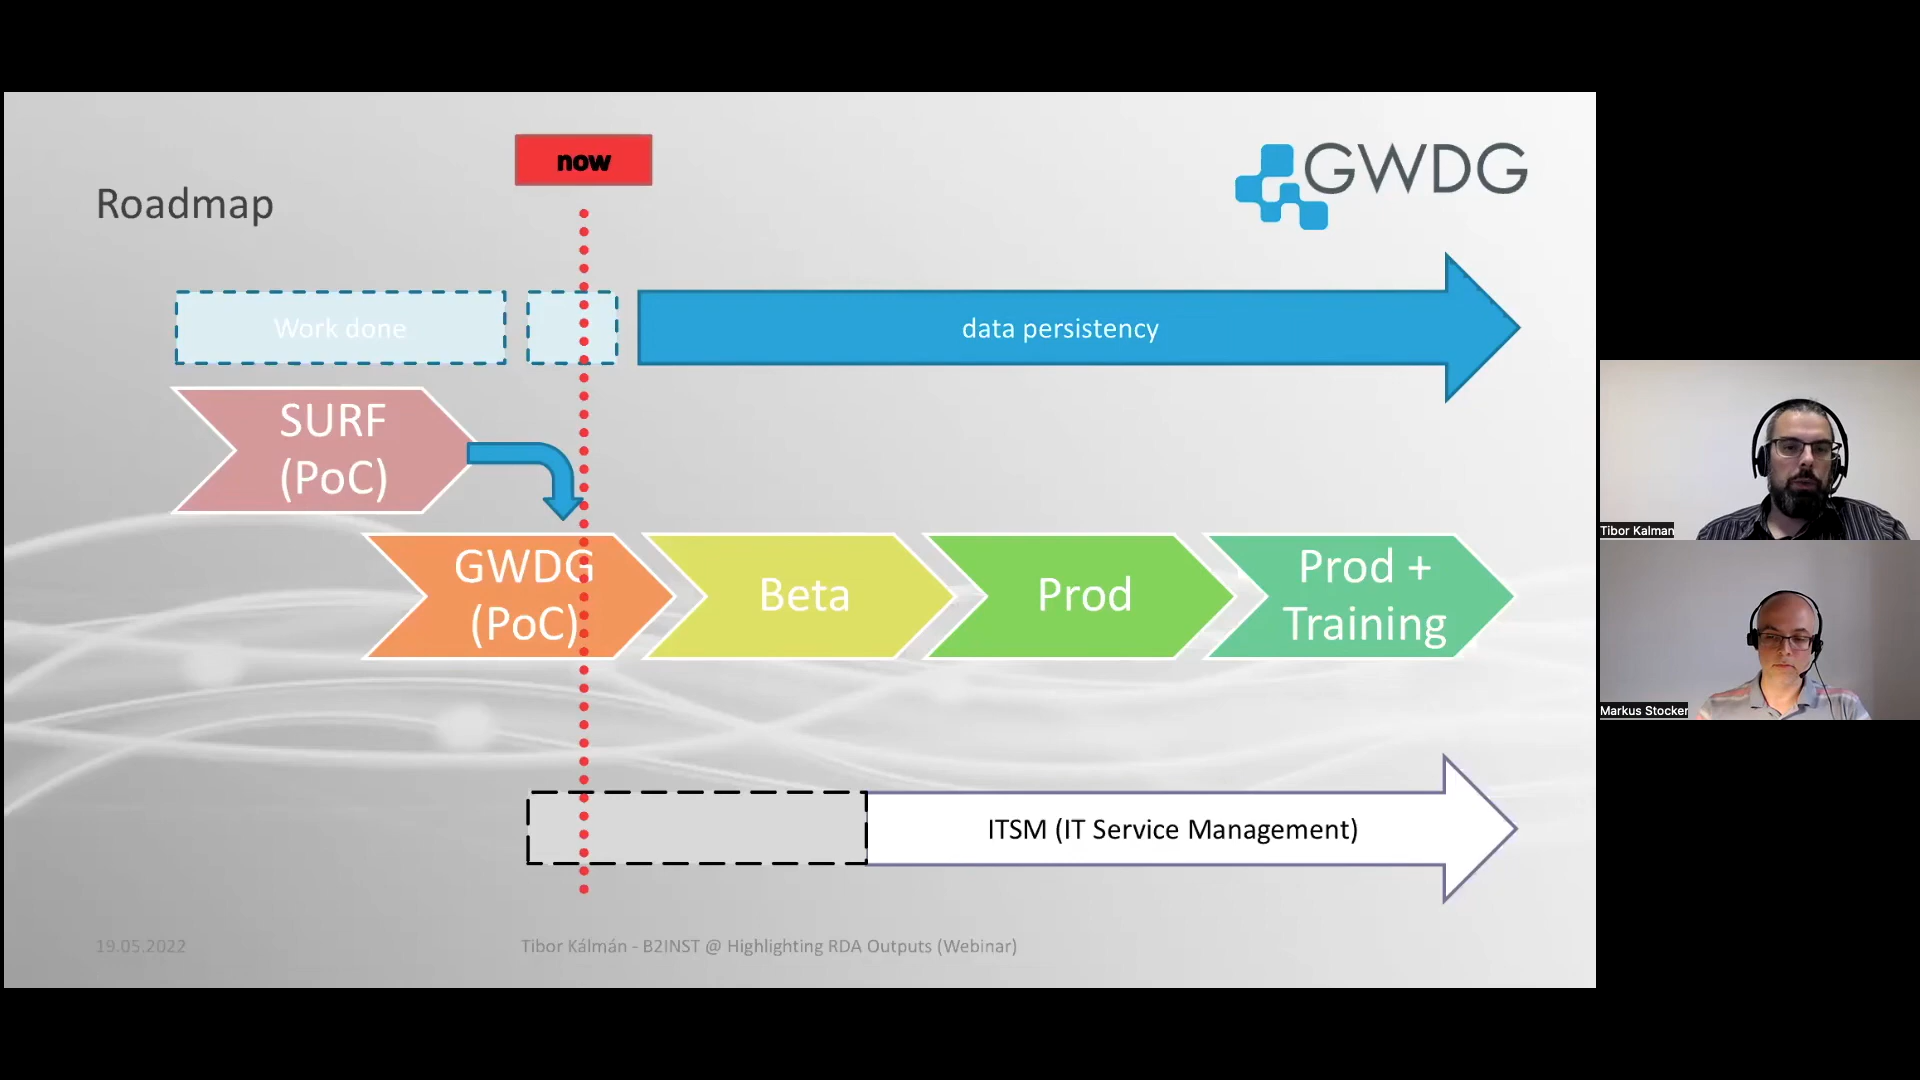 now
GWDG
Roadmap
Work done
data persistency
SURF
(PoC)
GWDG
(PoC)
Beta
Prod
Prod +
Training
ITSM (IT Service Management)
19.05.2022
Tibor Kálmán - B2INST @ Highlighting RDA Outputs (Webinar)
Tibor Kalman
Markus Stocker